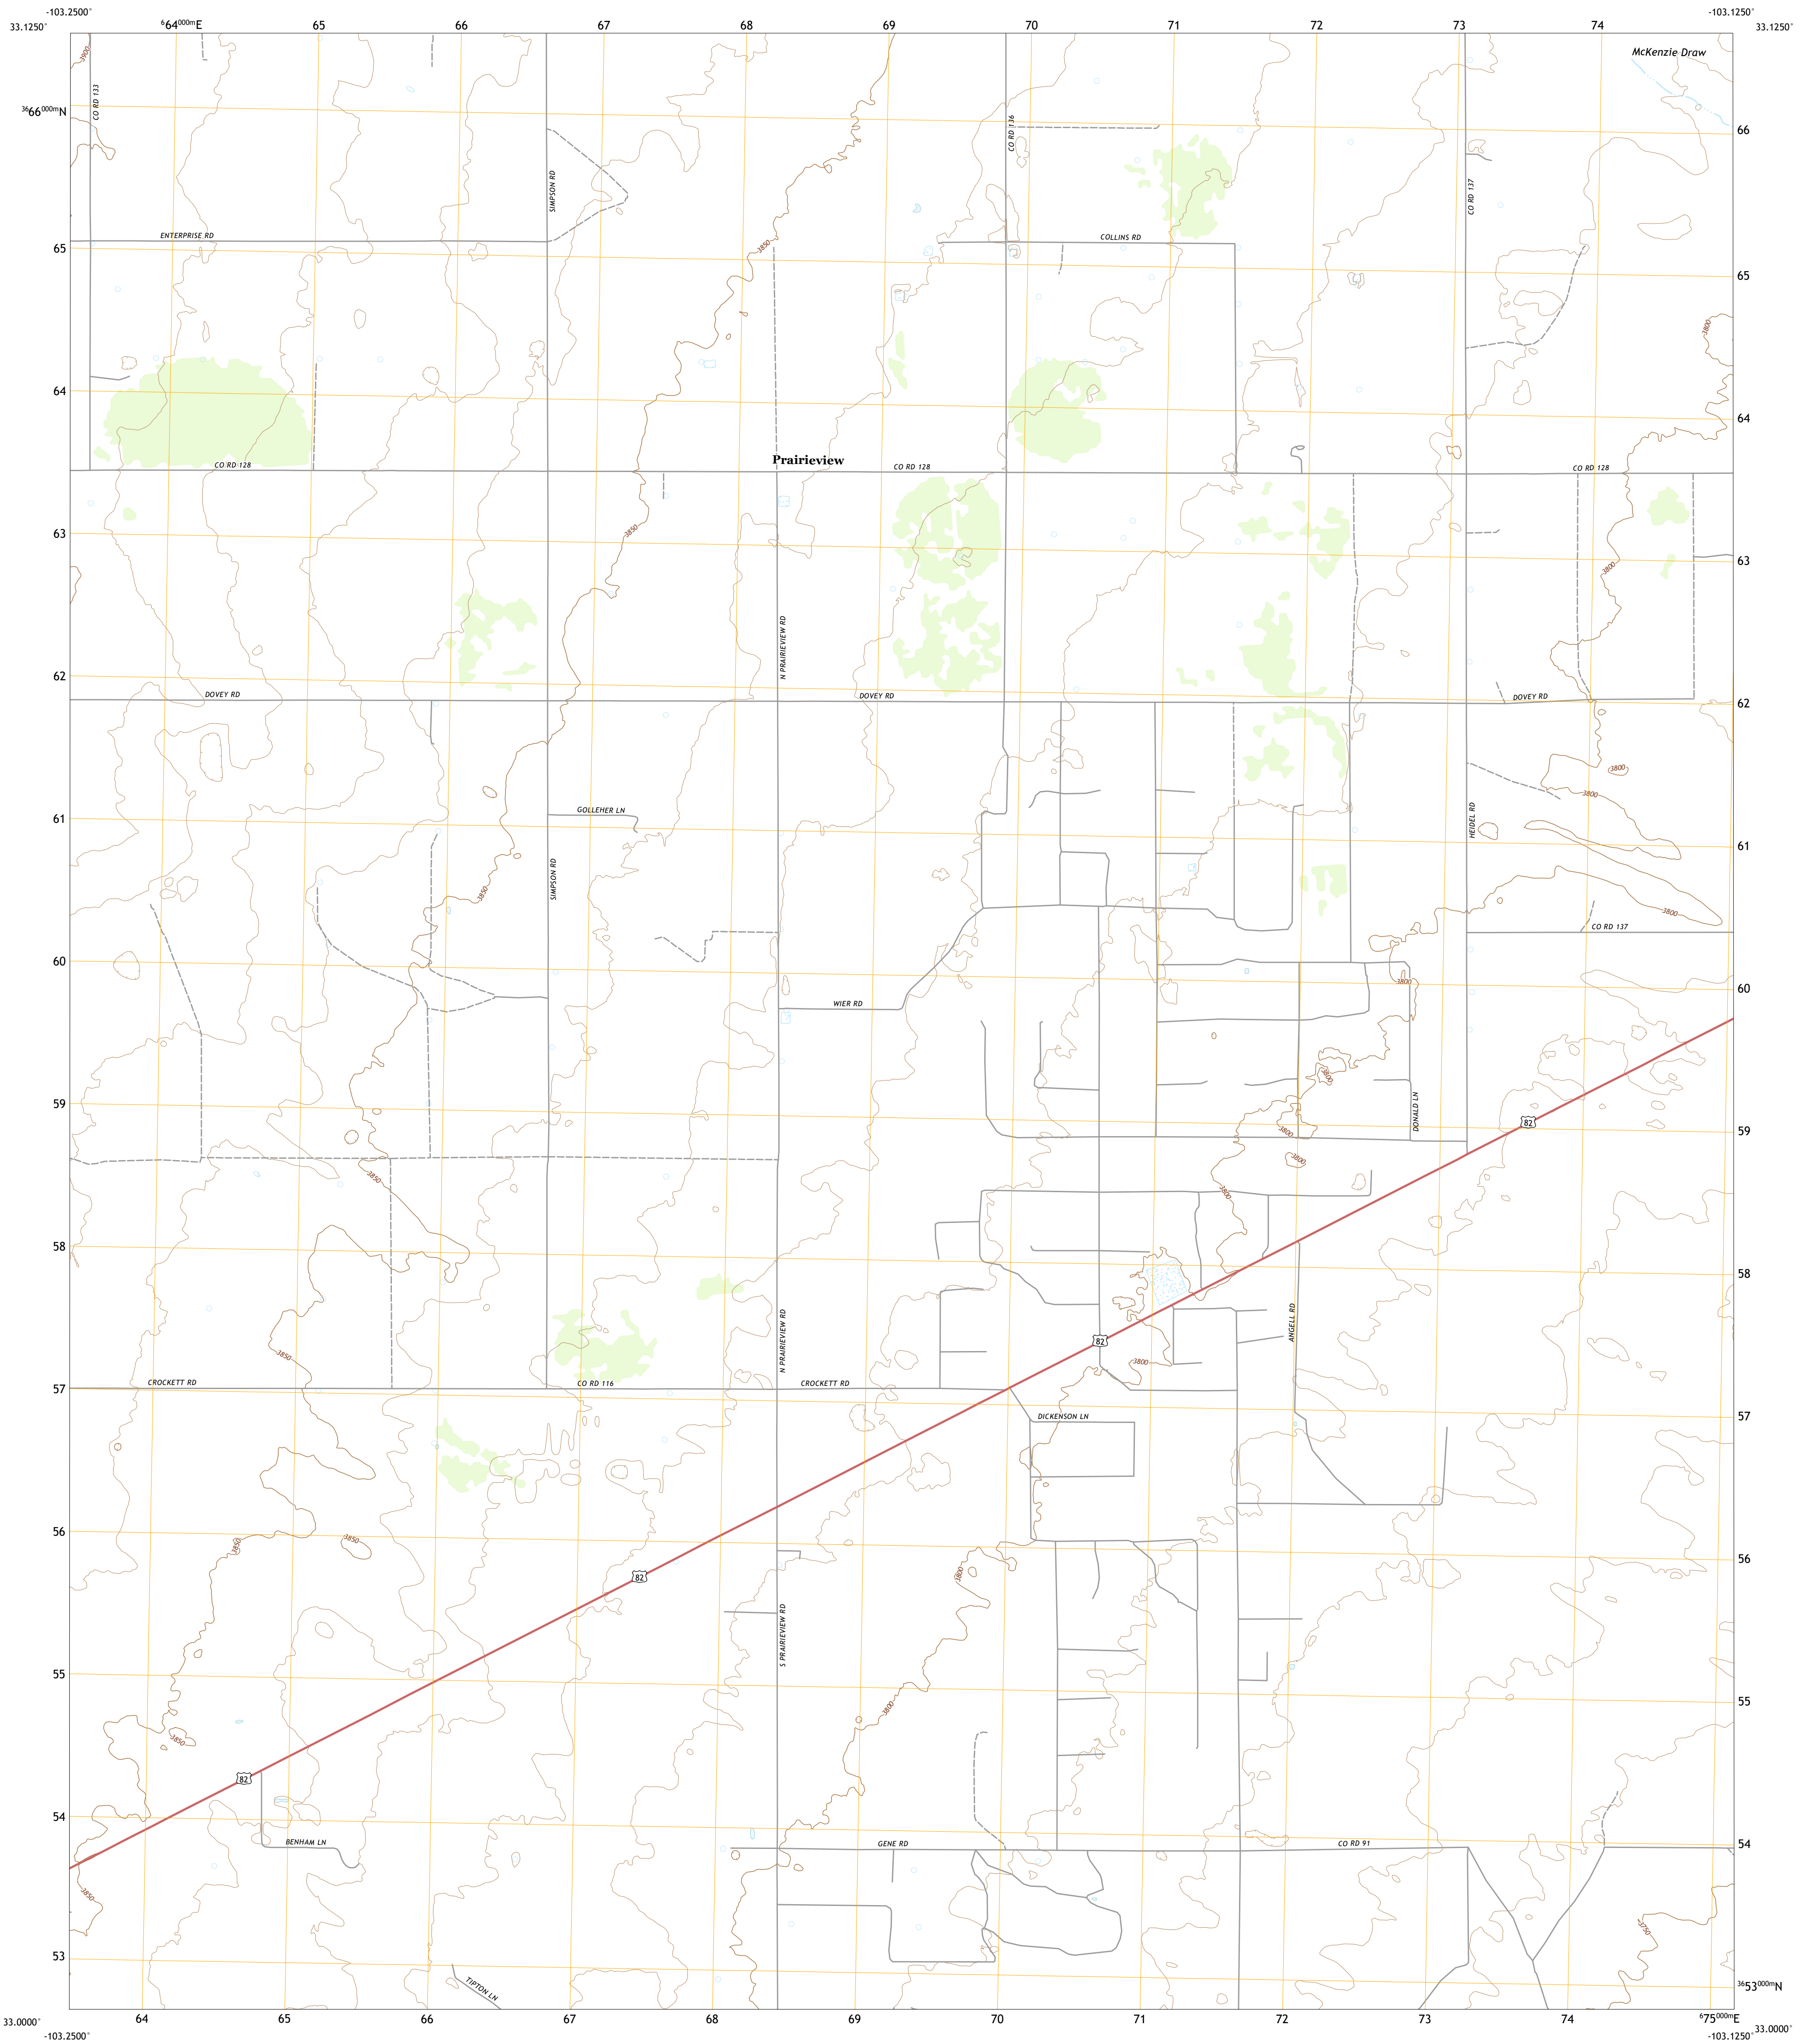 -103.2500°
-103.1250°
33.1250°
⁶64⁰⁰⁰ᵐE
65
66
67
68
69
70
71
72
73
74
33.1250°
McKenzie Draw
3900
CO RD 133
³⁶66⁰⁰⁰ᵐN
CO RD 136
66
SIMPSON RD
CO RD 137
ENTERPRISE RD
COLLINS RD
65
3850
65
3800
64
64
Prairieview
CO RD 128
CO RD 128
CO RD 128
63
3850
63
3800
N PRAIRIEVIEW RD
62
DOVEY RD
DOVEY RD
DOVEY RD
62
3800
3800
GOLLEHER LN
61
HEIDEL RD
61
SIMPSON RD
3850
3800
CO RD 137
60
3800
60
WIER RD
3800
59
DONALD LN
82
3800
59
3800
3850
3800
58
58
N PRAIRIEVIEW RD
ANGELL RD
82
3850
3800
CROCKETT RD
CO RD 116
CROCKETT RD
57
DICKENSON LN
57
56
3850
3850
56
82
3800
S PRAIRIEVIEW RD
55
55
3800
3850
82
54
BENHAM LN
GENE RD
CO RD 91
54
3850
3750
53
TIPTON LN
³⁶53⁰⁰⁰ᵐN
33.0000°
64
65
66
67
68
69
70
71
72
73
74
⁶75⁰⁰⁰ᵐE
33.0000°
-103.2500°
-103.1250°